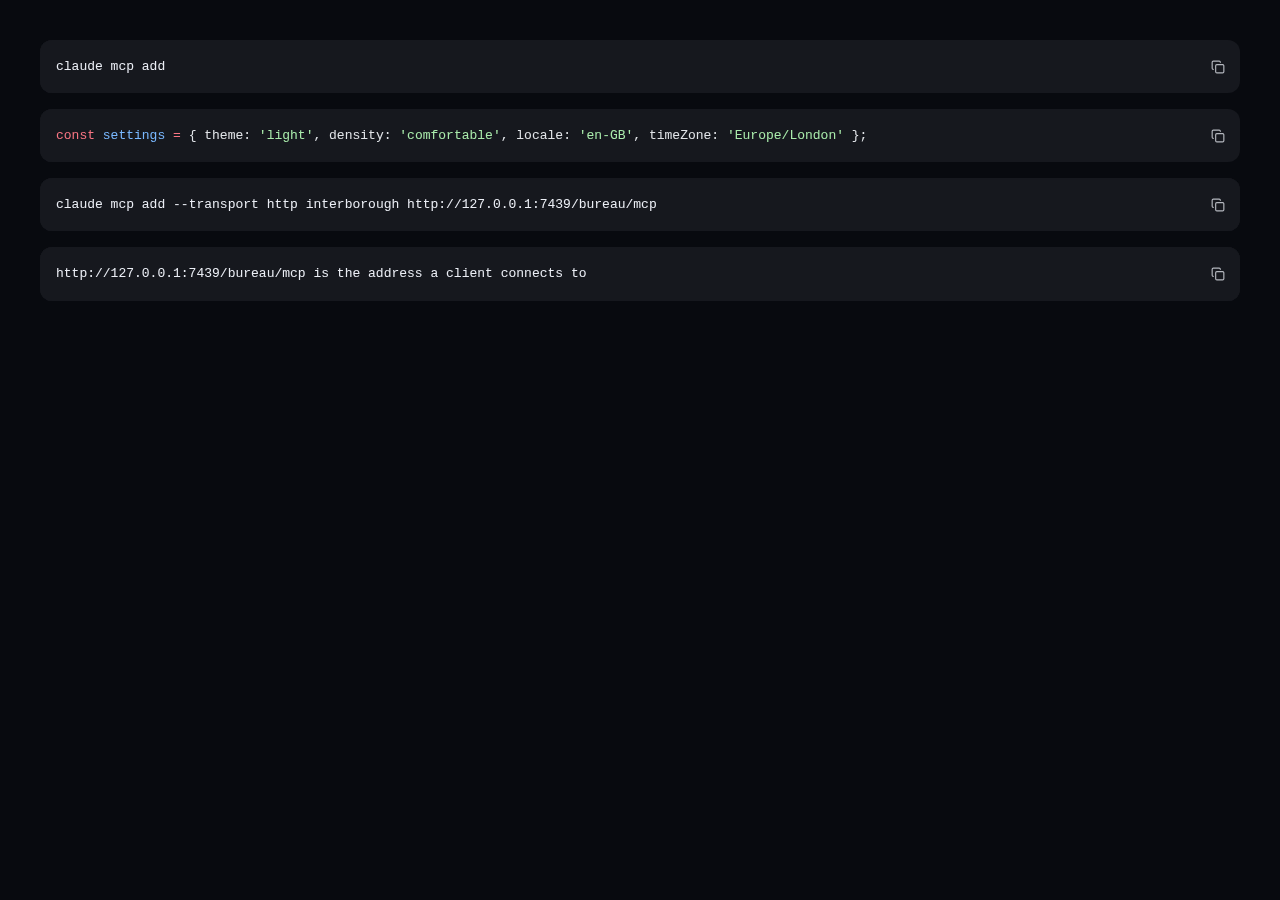 claude mcp add
const settings = { theme: 'light', density: 'comfortable', locale: 'en-GB', timeZone: 'Europe/London' };
claude mcp add --transport http interborough http://127.0.0.1:7439/bureau/mcp
http://127.0.0.1:7439/bureau/mcp is the address a client connects to